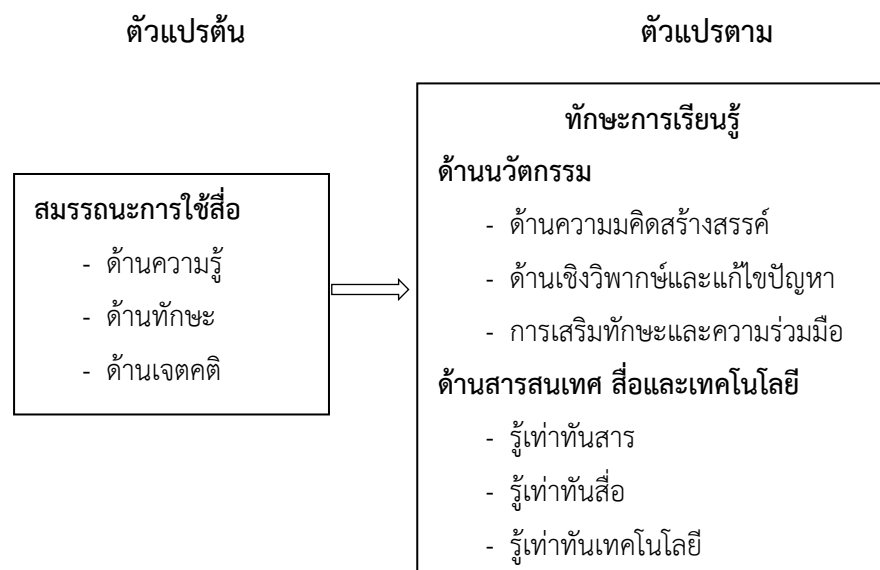 ตัวแปรต้น
ตัวแปรตาม
สมรรถนะการใช้สื่อ
- ด้านความรู้
- ด้านทักษะ
- ด้านเจตคติ
ทักษะการเรียนรู้
ด้านนวัตกรรม
- ด้านความมคิดสร้างสรรค์
- ด้านเชิงวิพากษ์และแก้ไขปัญหา
- การเสริมทักษะและความร่วมมือ
ด้านสารสนเทศ สื่อและเทคโนโลยี
- รู้เท่าทันสาร
- รู้เท่าทันสื่อ
- รู้เท่าทันเทคโนโลยี